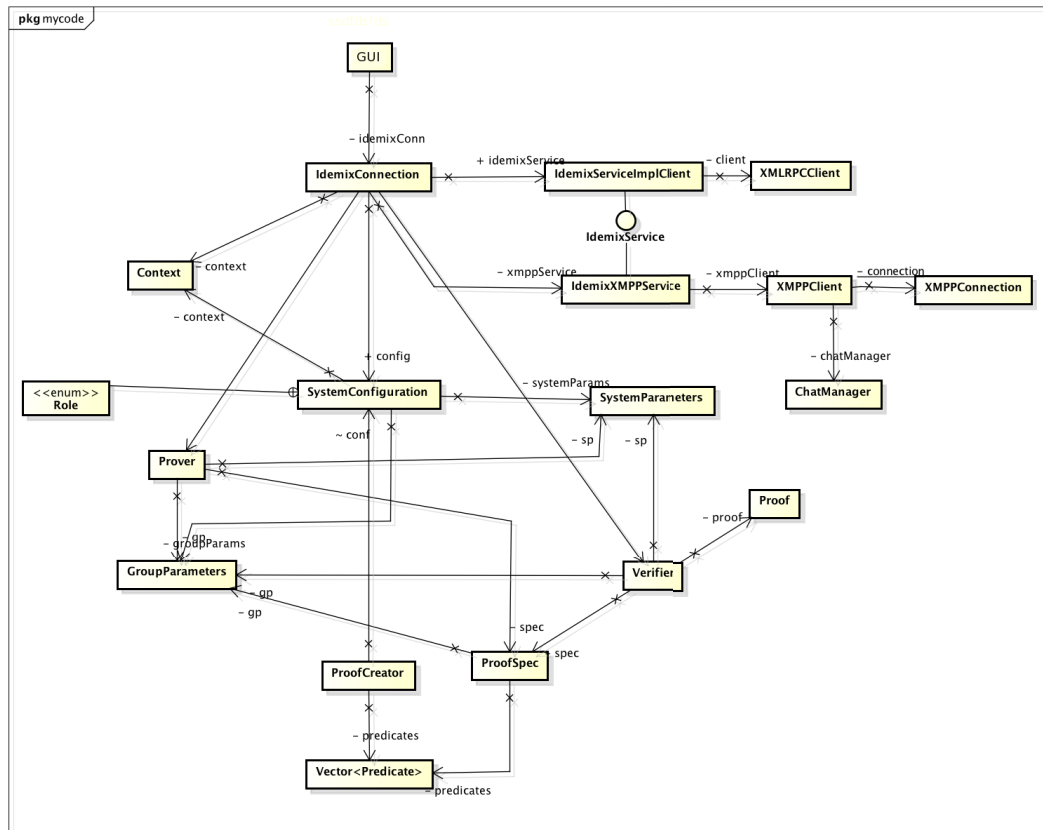 pkg mycode
GUI
- idemixConn
IdemixConnection
+ idemixService
IdemixServiceImplClient
- client
XMLRPCClient
IdemixService
Context
- context
- xmppService
IdemixXMPPService
- xmppClient
XMPPClient
- connection
XMPPConnection
- context
+ config
- chatManager
<<enum>>
Role
SystemConfiguration
- systemParams
SystemParameters
ChatManager
~ conf
- sp
- sp
Prover
Proof
- proof
- gp
- groupParams
GroupParameters
Verifier
- gp
- gp
- spec
- spec
ProofCreator
ProofSpec
- predicates
Vector<Predicate>
- predicates